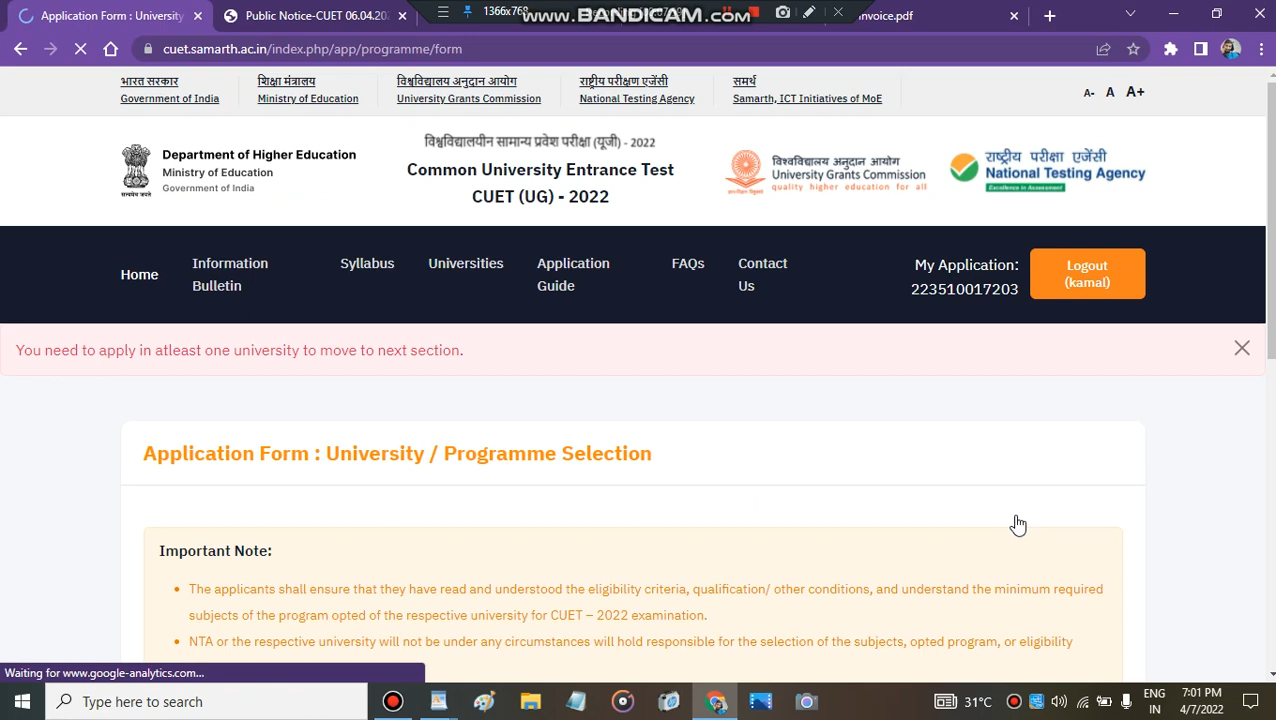 Application Form : University
Public Notice-CUET 06.04.202
1366x768
www.BANDICAM.com
invoice.pdf
cuet.samarth.ac.in/index.php/app/programme/form
भारत सरकार
Government of India
शिक्षा मंत्रालय
Ministry of Education
विश्वविद्यालय अनुदान आयोग
University Grants Commission
राष्ट्रीय परीक्षण एजेंसी
National Testing Agency
समर्थ
Samarth, ICT Initiatives of MoE
A- A A+
सत्यमेव जयते
Department of Higher Education
Ministry of Education
Government of India
विश्वविद्यालयीन सामान्य प्रवेश परीक्षा (यूजी) - 2022
Common University Entrance Test
CUET (UG) - 2022
विश्वविद्यालय अनुदान आयोग
University Grants Commission
quality higher education for all
राष्ट्रीय परीक्षा एजेंसी
National Testing Agency
Excellence in Assessment
Home
Information
Bulletin
Syllabus
Universities
Application
Guide
FAQs
Contact
Us
My Application:
223510017203
Logout
(kamal)
You need to apply in atleast one university to move to next section.
Application Form : University / Programme Selection
Important Note:
The applicants shall ensure that they have read and understood the eligibility criteria, qualification/ other conditions, and understand the minimum required
subjects of the program opted of the respective university for CUET – 2022 examination.
NTA or the respective university will not be under any circumstances will hold responsible for the selection of the subjects, opted program, or eligibility
Waiting for www.google-analytics.com...
Type here to search
31°C
ENG
IN
7:01 PM
4/7/2022